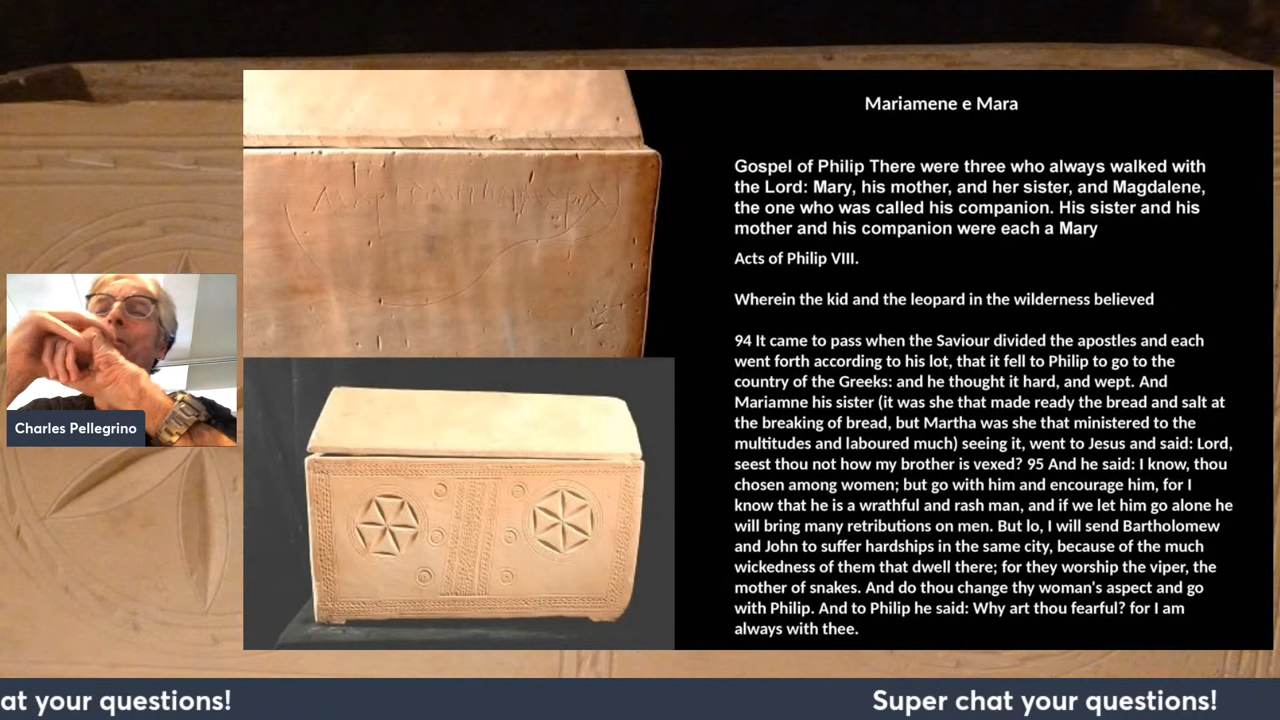 Mariamene e Mara
Gospel of Philip There were three who always walked with
the Lord: Mary, his mother, and her sister, and Magdalene,
the one who was called his companion. His sister and his
mother and his companion were each a Mary
Acts of Philip VIII.
Wherein the kid and the leopard in the wilderness believed
94 It came to pass when the Saviour divided the apostles and each
went forth according to his lot, that it fell to Philip to go to the
country of the Greeks: and he thought it hard, and wept. And
Mariamne his sister (it was she that made ready the bread and salt at
the breaking of bread, but Martha was she that ministered to the
multitudes and laboured much) seeing it, went to Jesus and said: Lord,
seest thou not how my brother is vexed? 95 And he said: I know, thou
chosen among women; but go with him and encourage him, for I
know that he is a wrathful and rash man, and if we let him go alone he
will bring many retributions on men. But lo, I will send Bartholomew
and John to suffer hardships in the same city, because of the much
wickedness of them that dwell there; for they worship the viper, the
mother of snakes. And do thou change thy woman's aspect and go
with Philip. And to Philip he said: Why art thou fearful? for I am
always with thee.
Charles Pellegrino
at your questions!
Super chat your questions!